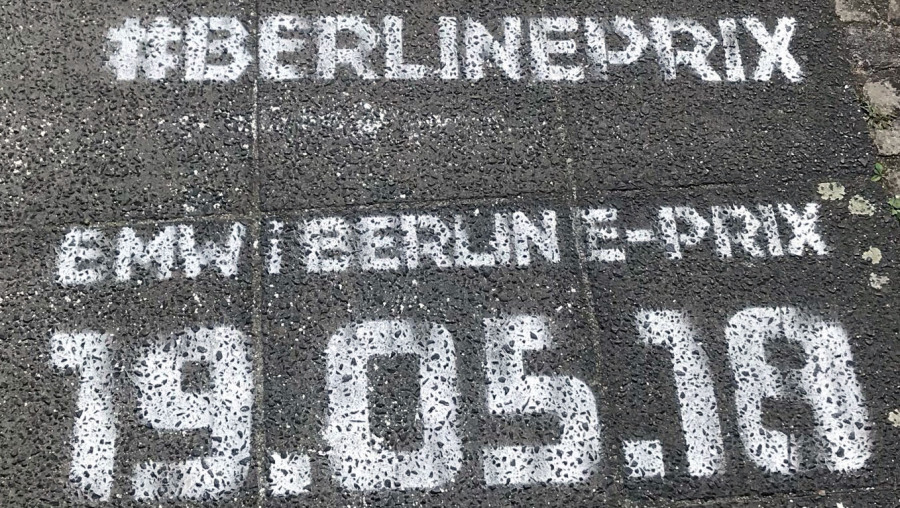 #BERLINEPRIX
BMW i BERLIN E-PRIX
19.05.18